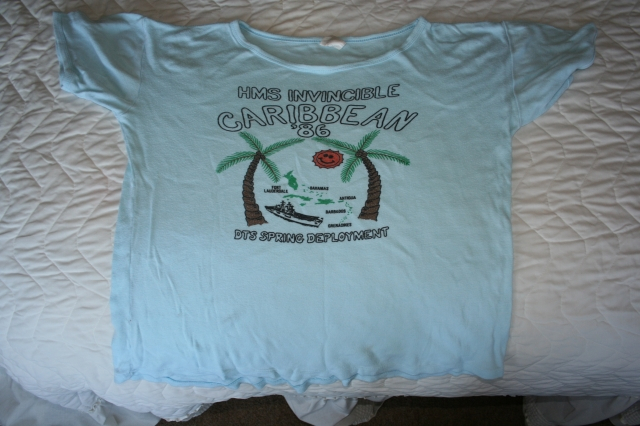 HMS INVINCIBLE
CARIBBEAN
'86
FORT
LAUDERDALE
BAHAMAS
ANTIGUA
BARBADOS
GRENADINES
DTS SPRING DEPLOYMENT